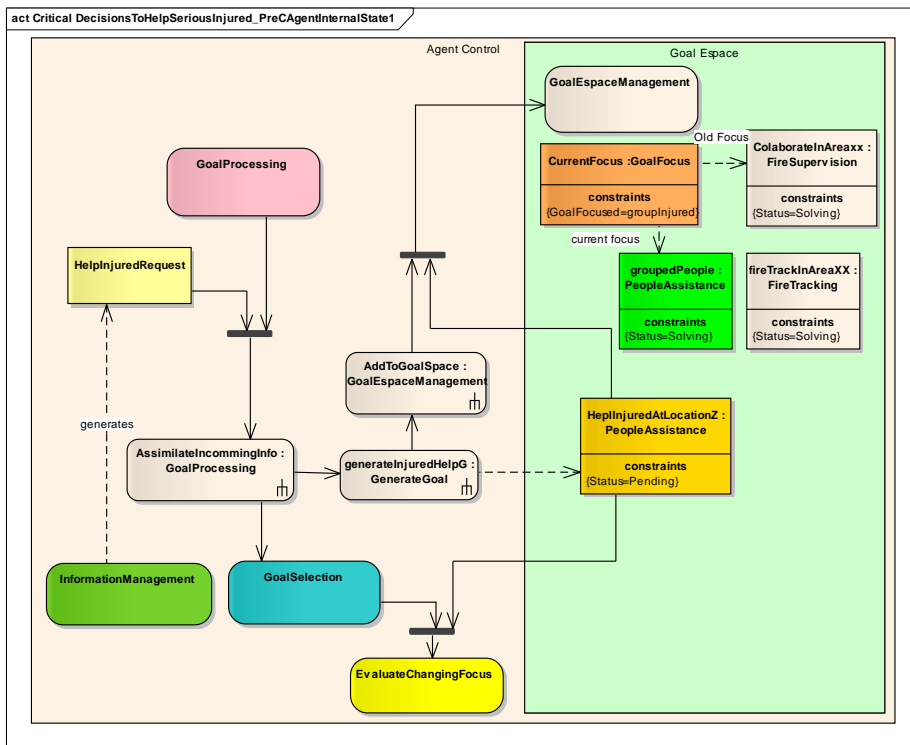 act Critical DecisionsToHelpSeriousInjured_PreCAgentInternalState1
Agent Control
Goal Espace
GoalEspaceManagement
Old Focus
CurrentFocus :GoalFocus
constraints
{GoalFocused=groupInjured}
ColaborateInAreaxx :
FireSupervision
constraints
{Status=Solving}
GoalProcessing
current focus
HelpInjuredRequest
groupedPeople :
PeopleAssistance
constraints
{Status=Solving}
fireTrackInAreaXX :
FireTracking
constraints
{Status=Solving}
AddToGoalSpace :
GoalEspaceManagement
generates
HeplInjuredAtLocationZ :
PeopleAssistance
constraints
{Status=Pending}
AssimilateIncommingInfo :
GoalProcessing
generateInjuredHelpG :
GenerateGoal
InformationManagement
GoalSelection
EvaluateChangingFocus